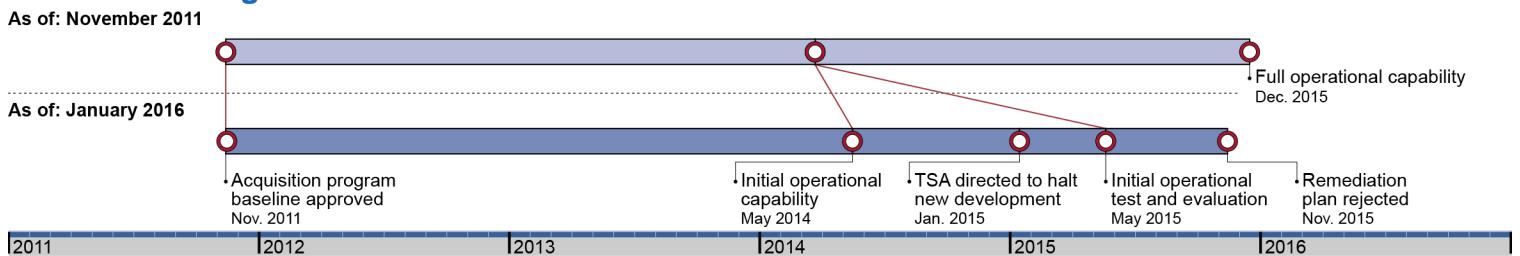 As of: November 2011
Full operational capability
Dec. 2015
As of: January 2016
Acquisition program
baseline approved
Nov. 2011
Initial operational
capability
May 2014
TSA directed to halt
new development
Jan. 2015
Initial operational
test and evaluation
May 2015
Remediation
plan rejected
Nov. 2015
2011
2012
2013
2014
2015
2016